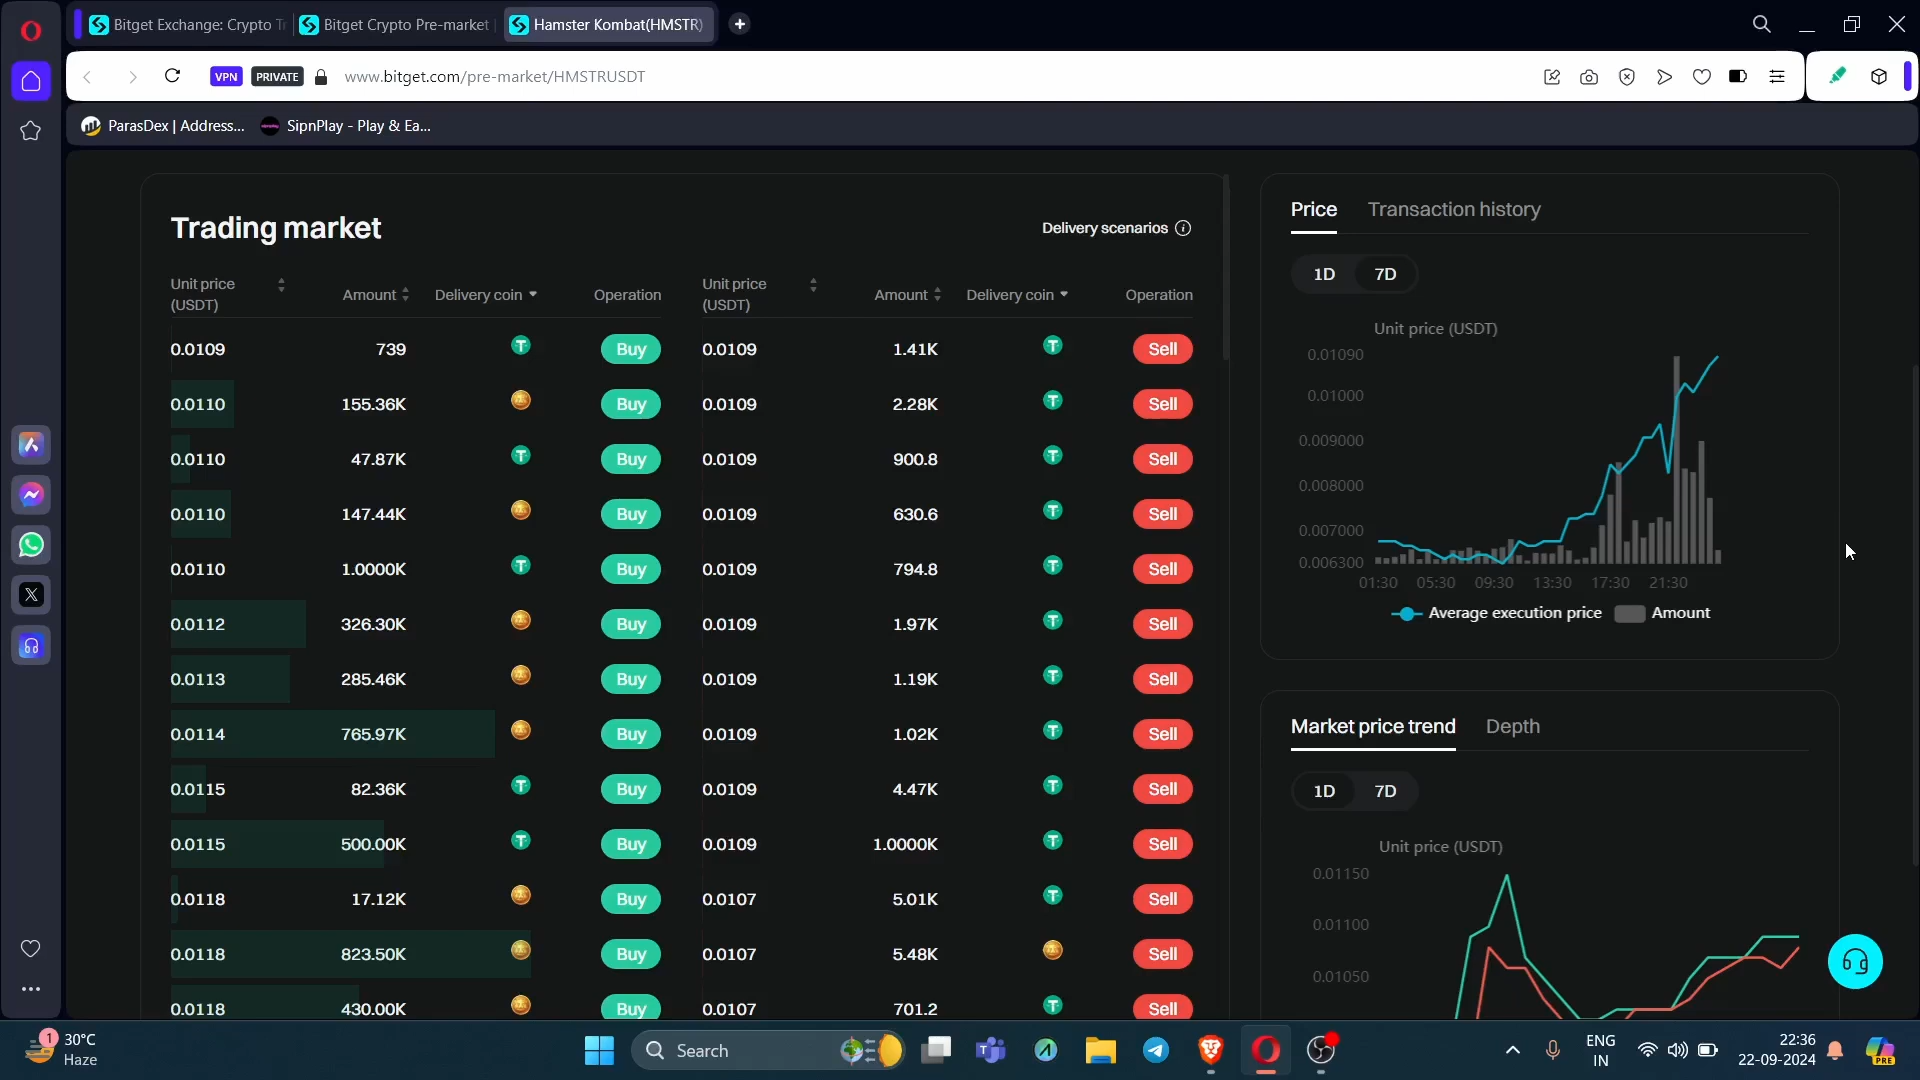 Bitget Exchange: Crypto Tr
Bitget Crypto Pre-market
Hamster Kombat(HMSTR)
VPN
PRIVATE
www.bitget.com/pre-market/HMSTRUSDT
ParasDex | Address...
SipnPlay - Play & Ea...
Trading market
Delivery scenarios
Unit price (USDT) Amount Delivery coin Operation Unit price (USDT) Amount Delivery coin Operation
0.0109 739 Buy 0.0109 1.41K Sell
0.0110 155.36K Buy 0.0109 2.28K Sell
0.0110 47.87K Buy 0.0109 900.8 Sell
0.0110 147.44K Buy 0.0109 630.6 Sell
0.0110 1.0000K Buy 0.0109 794.8 Sell
0.0112 326.30K Buy 0.0109 1.97K Sell
0.0113 285.46K Buy 0.0109 1.19K Sell
0.0114 765.97K Buy 0.0109 1.02K Sell
0.0115 82.36K Buy 0.0109 4.47K Sell
0.0115 500.00K Buy 0.0109 1.0000K Sell
0.0118 17.12K Buy 0.0107 5.01K Sell
0.0118 823.50K Buy 0.0107 5.48K Sell
0.0118 430.00K Buy 0.0107 701.2 Sell
Price Transaction history
1D 7D
Unit price (USDT)
0.01090
0.01000
0.009000
0.008000
0.007000
0.006300
01:30 05:30 09:30 13:30 17:30 21:30
Average execution price Amount
Market price trend Depth
1D 7D
Unit price (USDT)
0.01150
0.01100
0.01050
1
30°C
Haze
Search
ENG
IN
22:36
22-09-2024
PRE